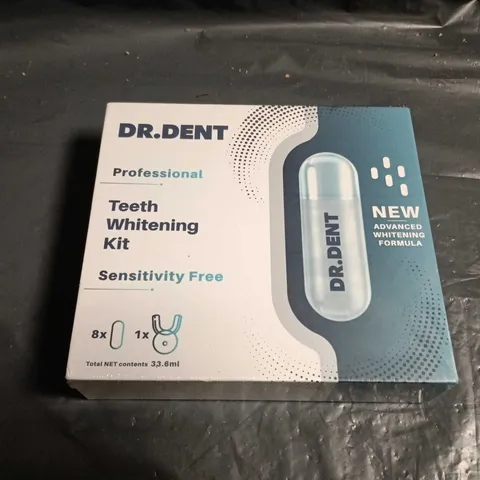 DR.DENT
Professional
Teeth
Whitening
Kit
Sensitivity Free
8x 1x
Total NET contents 33.6ml
DR.DENT
NEW
ADVANCED
WHITENING
FORMULA